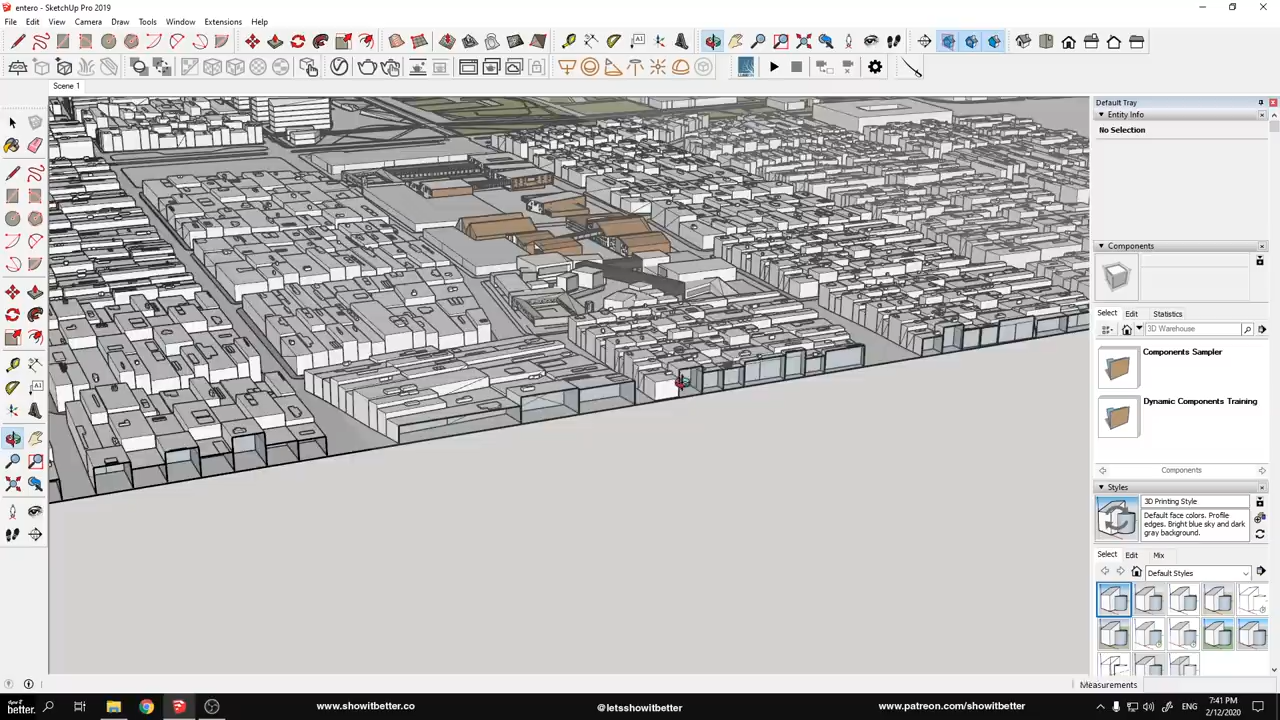 entero - SketchUp Pro 2019
File Edit View Camera Draw Tools Window Extensions Help
Scene 1
Default Tray
Entity Info
No Selection
Components
Select Edit Statistics
3D Warehouse
Components Sampler
Dynamic Components Training
Components
Styles
3D Printing Style
Default face colors. Profile
edges. Bright blue sky and dark
gray background.
Select Edit Mix
Default Styles
Measurements
www.showitbetter.co
@letsshowitbetter
www.patreon.com/showitbetter
7:41 PM
2/12/2020